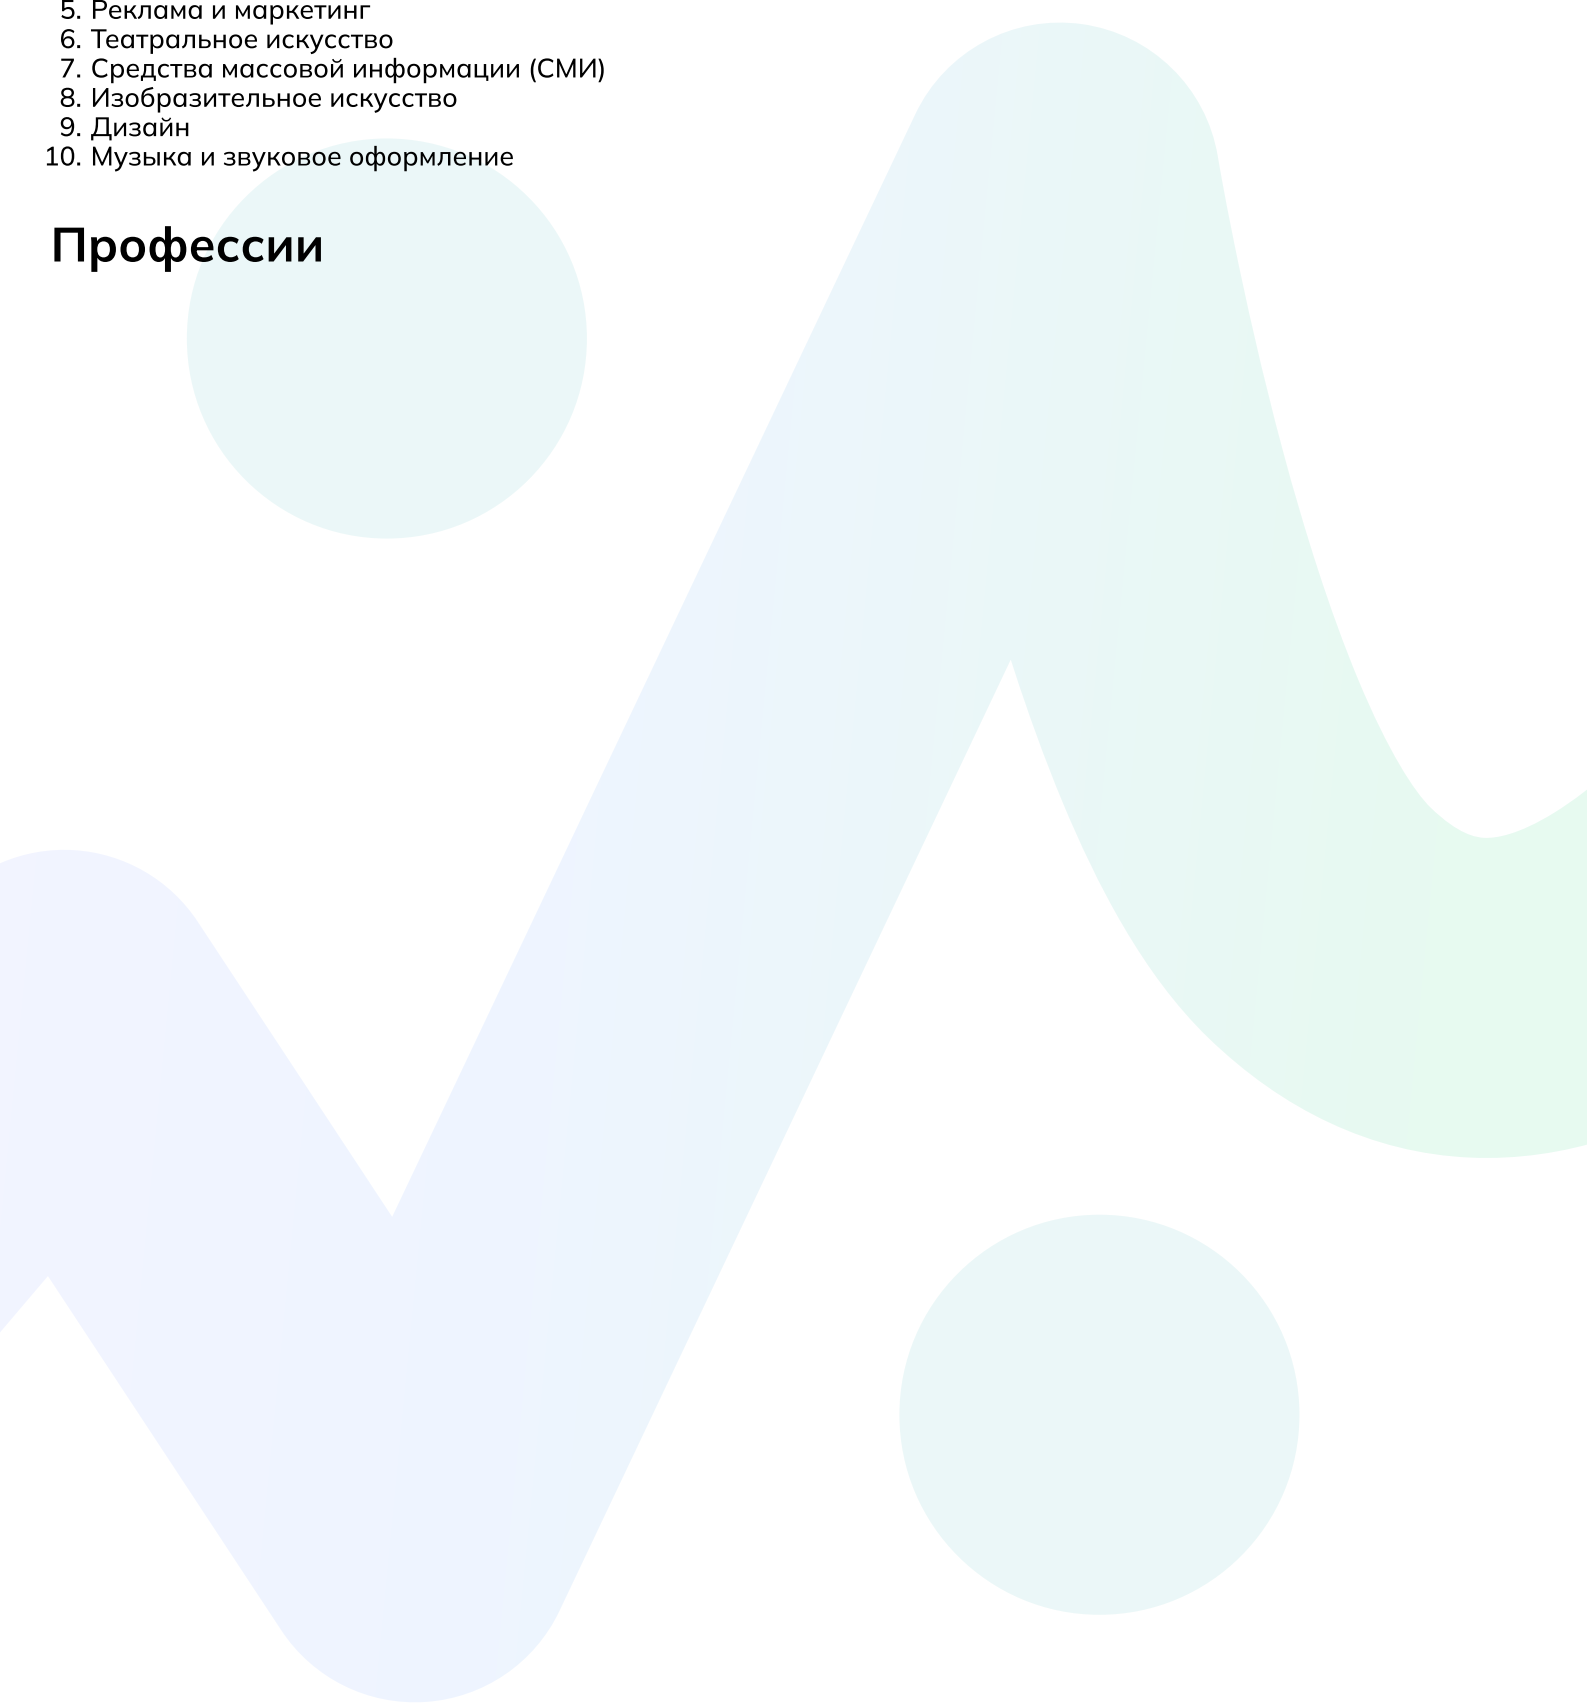 5. Реклама и маркетинг
6. Театральное искусство
7. Средства массовой информации (СМИ)
8. Изобразительное искусство
9. Дизайн
10. Музыка и звуковое оформление
Профессии